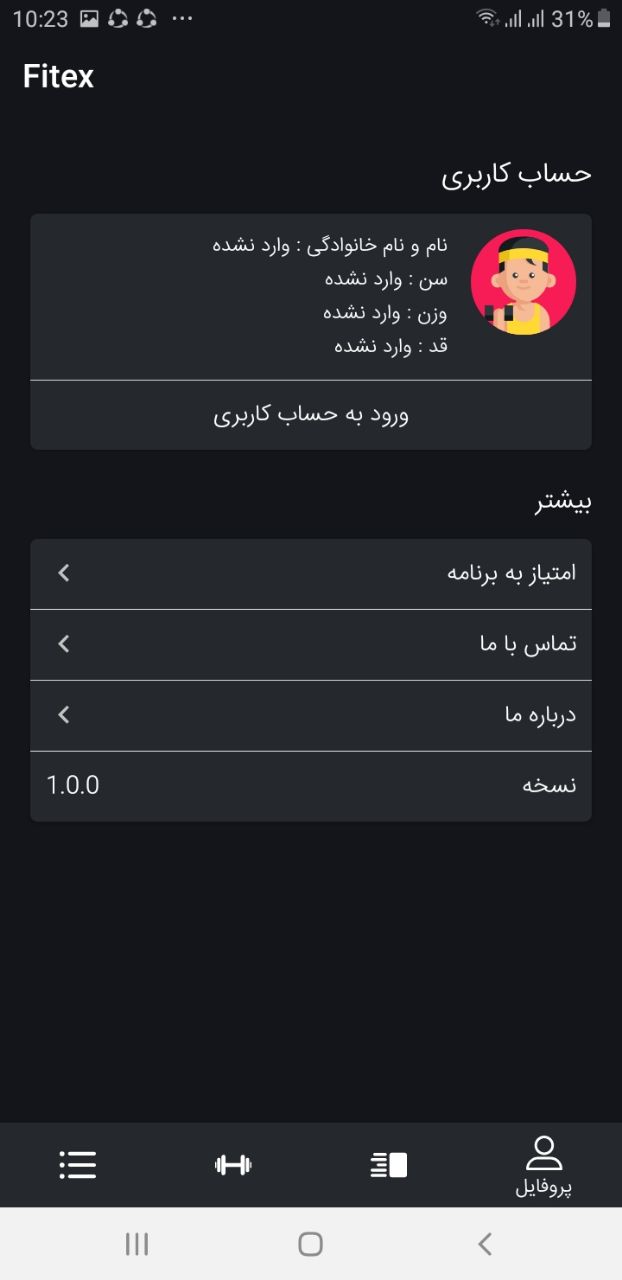 10:23
31%
Fitex
حساب کاربری
نام و نام خانوادگی : وارد نشده
سن : وارد نشده
وزن : وارد نشده
قد : وارد نشده
ورود به حساب کاربری
بیشتر
امتیاز به برنامه
تماس با ما
درباره ما
نسخه 1.0.0
پروفایل